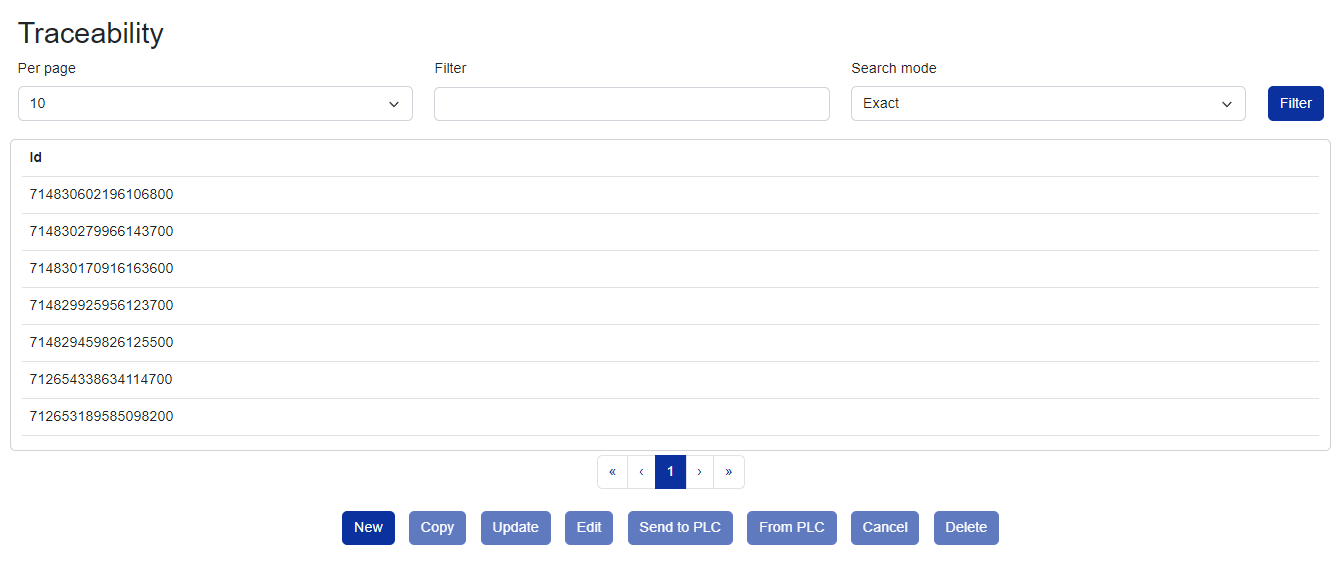 Traceability
Per page Filter Search mode
10 Exact Filter
Id
714830602196106800
714830279966143700
714830170916163600
714829925956123700
714829459826125500
712654338634114700
712653189585098200
« ‹ 1 › »
New Copy Update Edit Send to PLC From PLC Cancel Delete